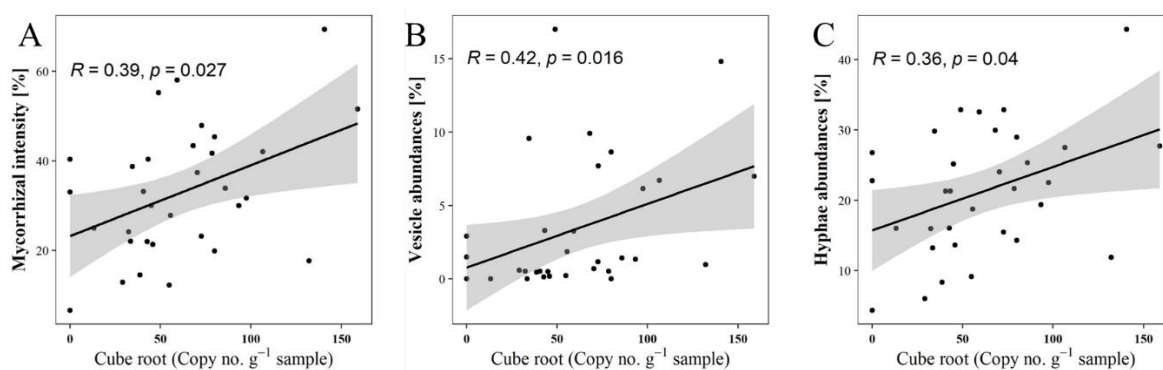 A
R = 0.39, p = 0.027
Mycorrhizal intensity [%]
60
40
20
0
50
100
150
Cube root (Copy no. g⁻¹ sample)
B
R = 0.42, p = 0.016
Vesicle abundances [%]
15
10
5
0
0
50
100
150
Cube root (Copy no. g⁻¹ sample)
C
R = 0.36, p = 0.04
Hyphae abundances [%]
40
30
20
10
0
50
100
150
Cube root (Copy no. g⁻¹ sample)